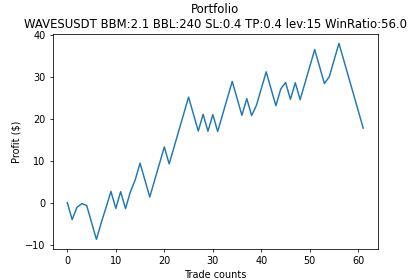 Portfolio
WAVESUSDT BBM:2.1 BBL:240 SL:0.4 TP:0.4 lev:15 WinRatio:56.0
40
30
20
10
0
−10
Profit ($)
0 10 20 30 40 50 60
Trade counts